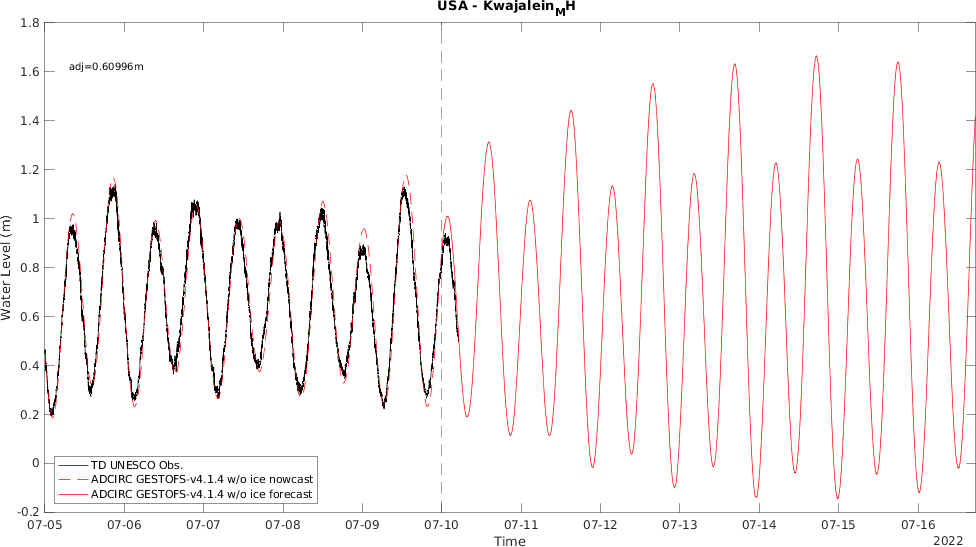 USA - Kwajalein_MH
1.8
1.6
1.4
1.2
1
0.8
0.6
0.4
0.2
0
-0.2
Water Level (m)
adj=0.60996m
TD UNESCO Obs.
ADCIRC GESTOFS-v4.1.4 w/o ice nowcast
ADCIRC GESTOFS-v4.1.4 w/o ice forecast
07-05 07-06 07-07 07-08 07-09 07-10 07-11 07-12 07-13 07-14 07-15 07-16
Time
2022